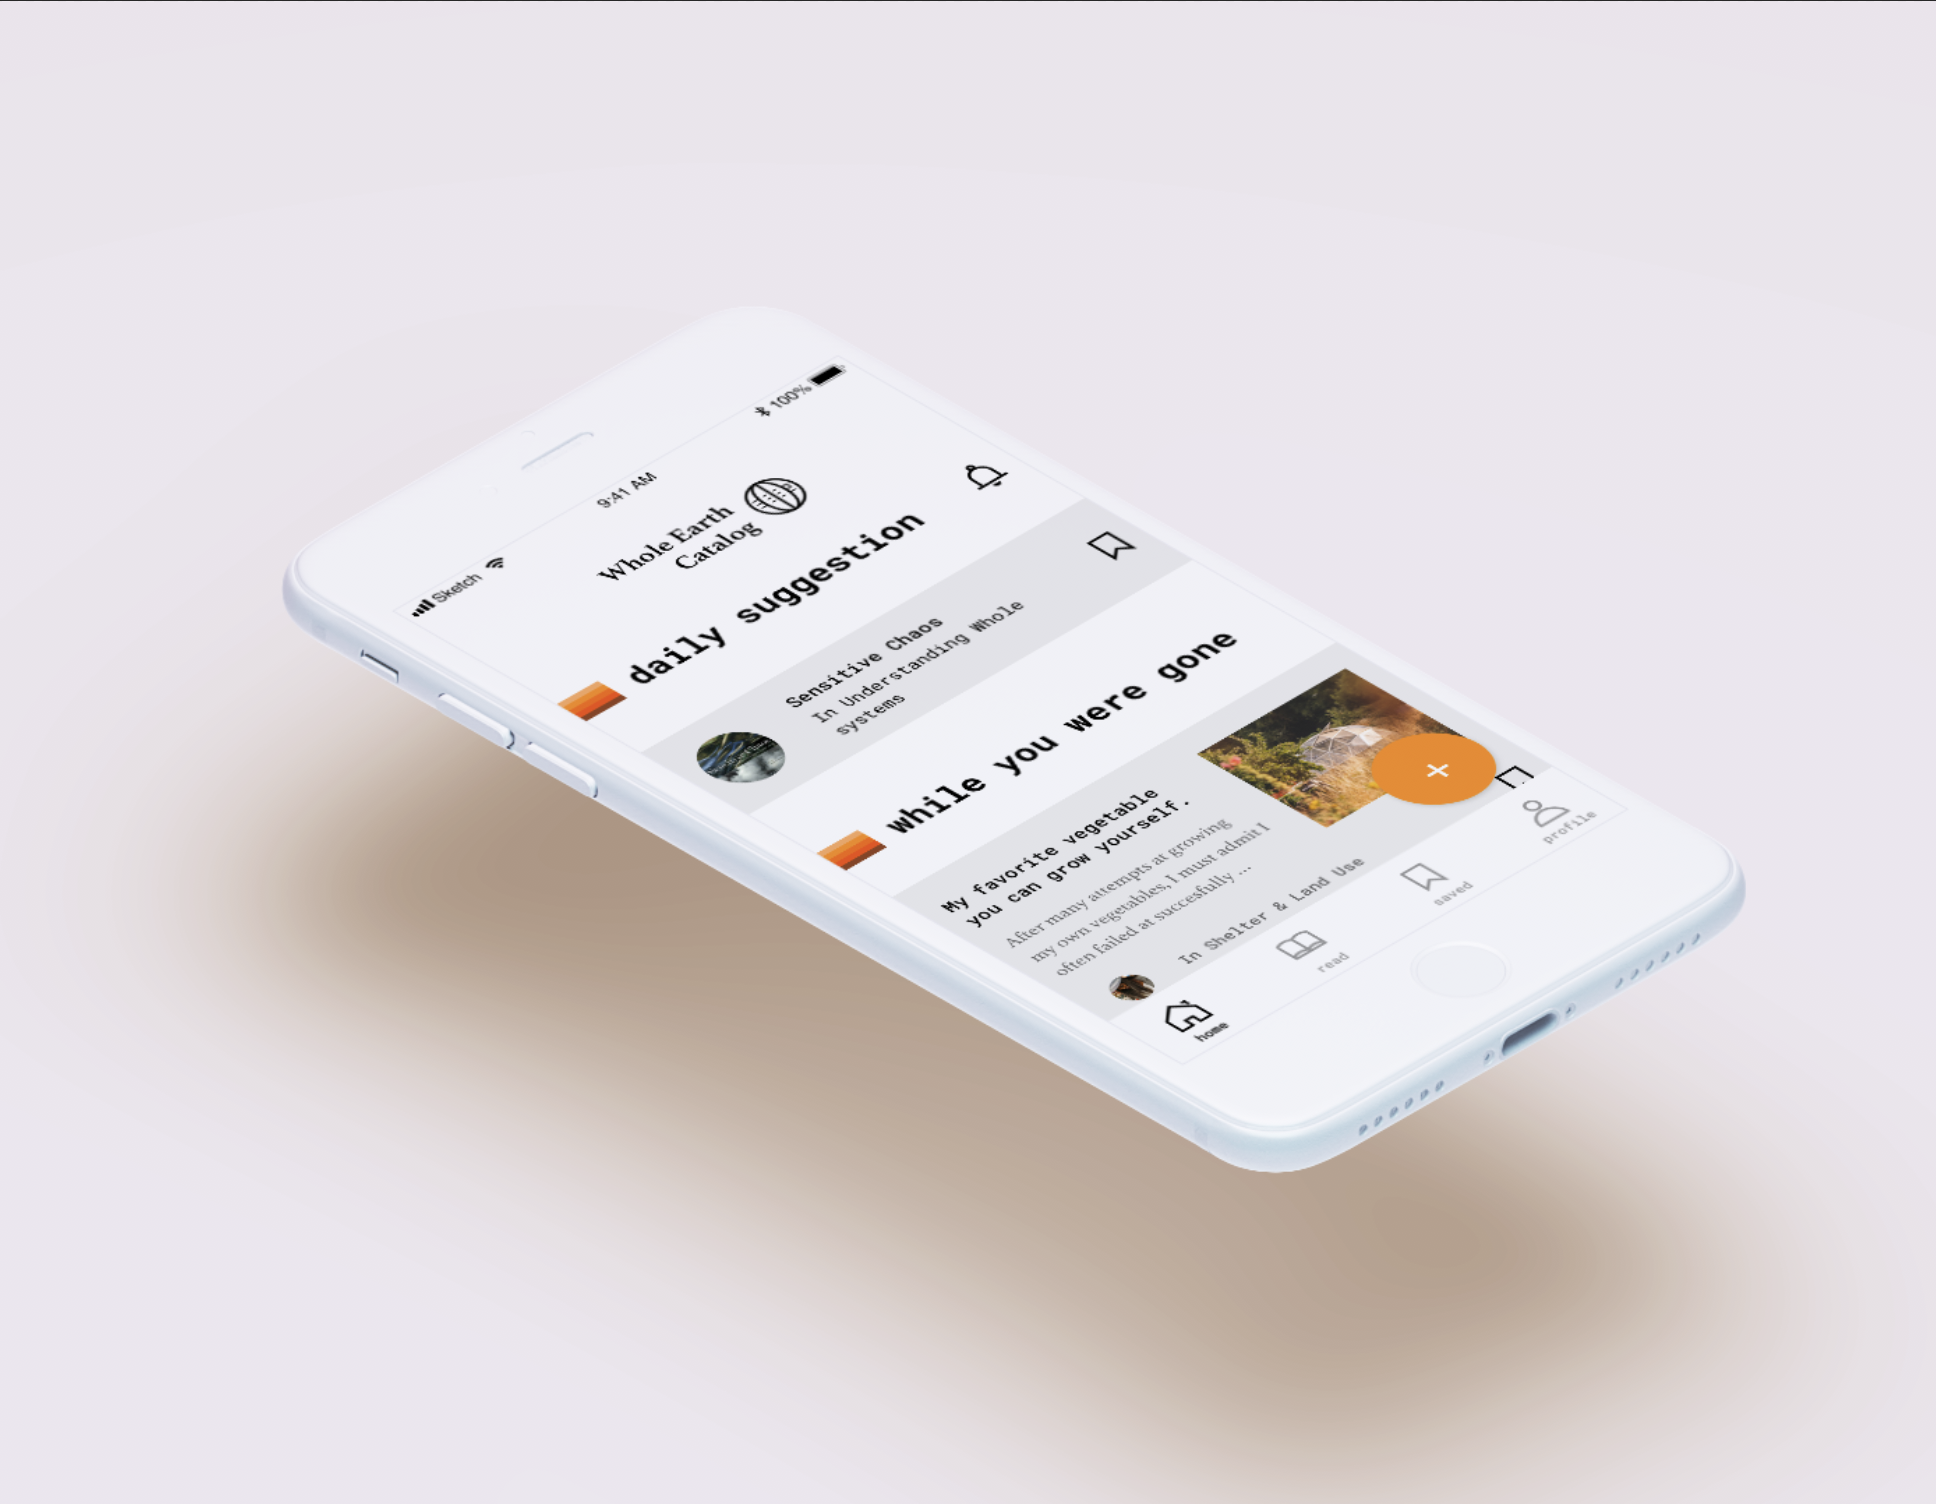 Sketch
9:41 AM
100%
Whole Earth
Catalog
daily suggestion
Sensitive Chaos
In Understanding Whole
systems
while you were gone
My favorite vegetable
you can grow yourself.
After many attempts at growing
my own vegetables, I must admit I
often failed at succesfully ...
In Shelter & Land Use
home
read
saved
profile